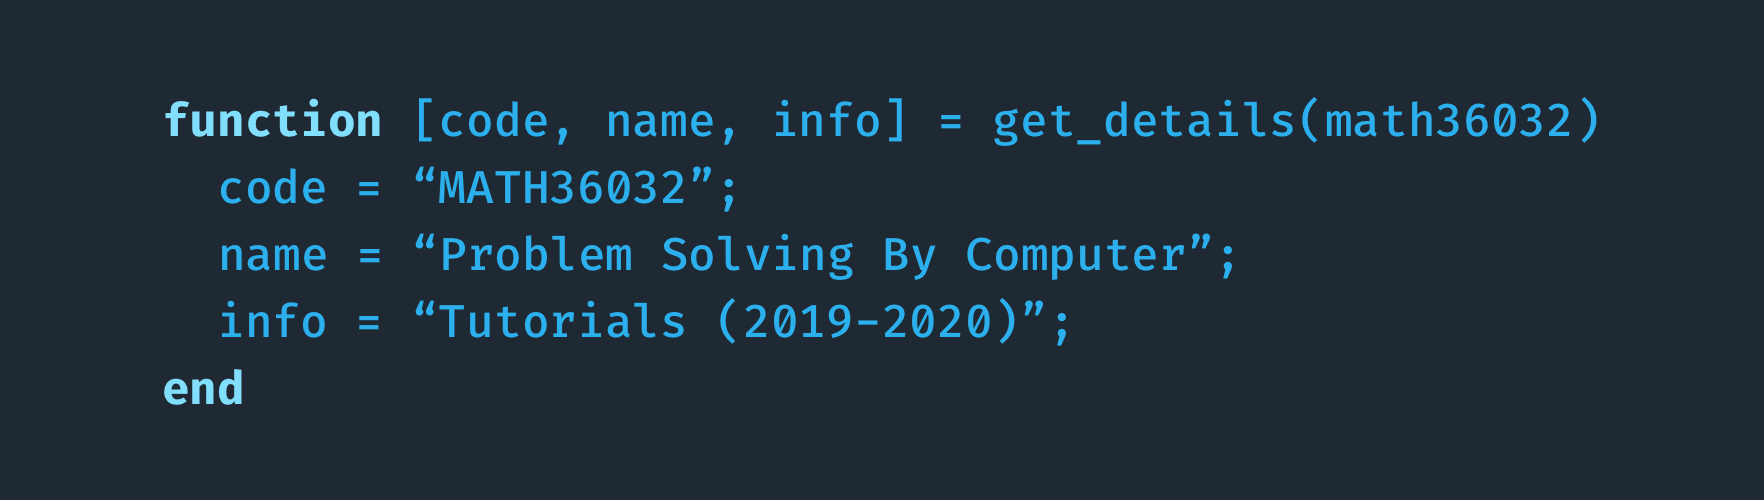 function [code, name, info] = get_details(math36032)
  code = “MATH36032”;
  name = “Problem Solving By Computer”;
  info = “Tutorials (2019–2020)”;
end